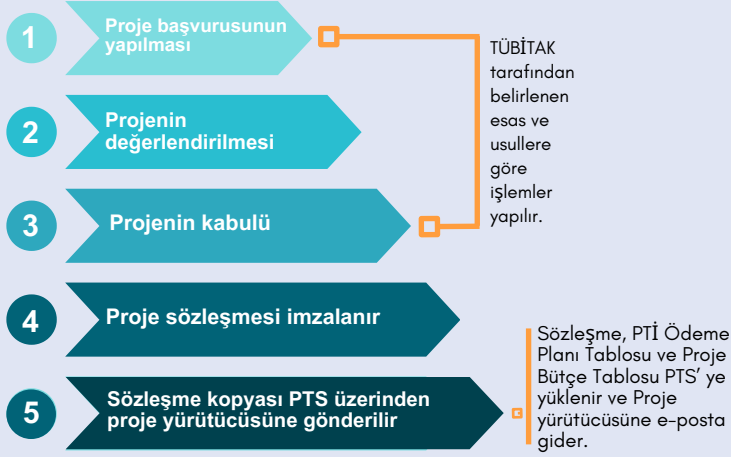 1
Proje başvurusunun
yapılması
2
Projenin
değerlendirilmesi
3
Projenin kabulü
TÜBİTAK
tarafından
belirlenen
esas ve
usullere
göre
işlemler
yapılır.
4
Proje sözleşmesi imzalanır
5
Sözleşme kopyası PTS üzerinden
proje yürütücüsüne gönderilir
Sözleşme, PTİ Ödeme
Planı Tablosu ve Proje
Bütçe Tablosu PTS’ ye
yüklenir ve Proje
yürütücüsüne e-posta
gider.